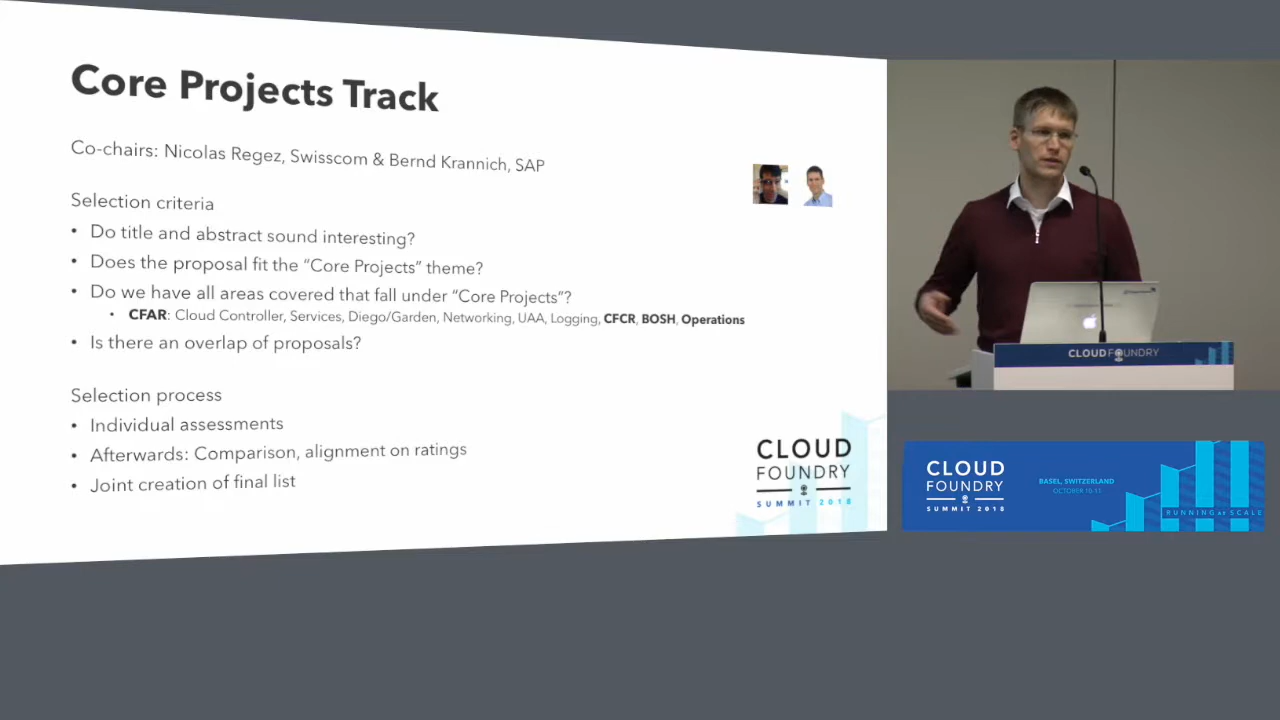 Core Projects Track
Co-chairs: Nicolas Regez, Swisscom & Bernd Krannich, SAP
Selection criteria
• Do title and abstract sound interesting?
• Does the proposal fit the “Core Projects” theme?
• Do we have all areas covered that fall under “Core Projects”?
• CFAR: Cloud Controller, Services, Diego/Garden, Networking, UAA, Logging, CFCR, BOSH, Operations
• Is there an overlap of proposals?
Selection process
• Individual assessments
• Afterwards: Comparison, alignment on ratings
• Joint creation of final list
CLOUD
FOUNDRY
SUMMIT 2018
CLOUD FOUNDRY
CLOUD
FOUNDRY
SUMMIT 2018
BASEL, SWITZERLAND
OCTOBER 10-11
RUNNING AT SCALE